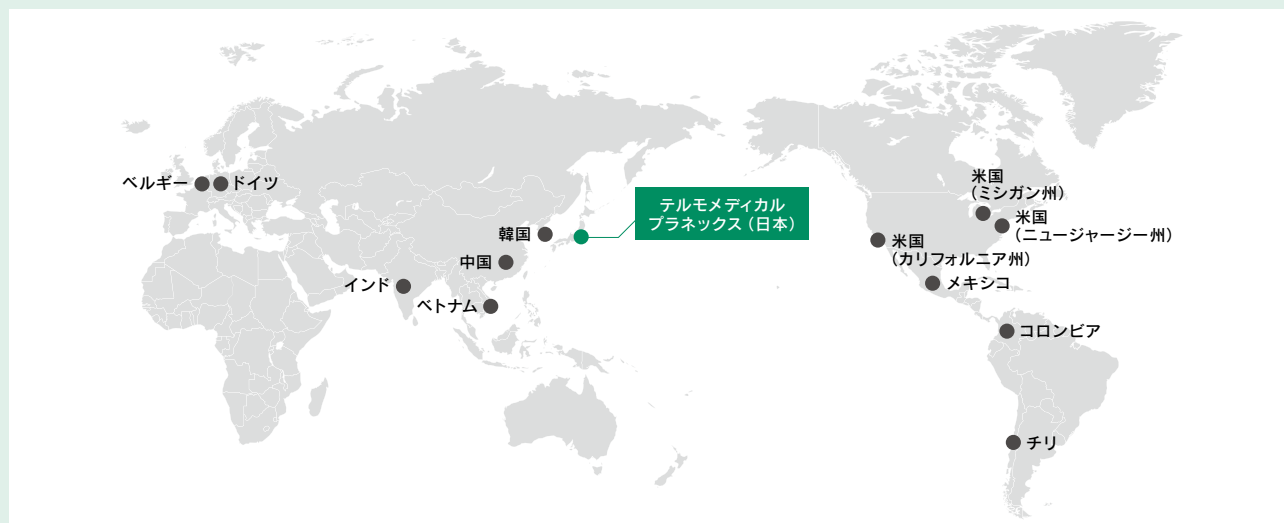 ベルギー
ドイツ
テルモメディカル
プラネックス（日本）
韓国
中国
インド
ベトナム
米国
（ミシガン州）
米国
（ニュージャージー州）
米国
（カリフォルニア州）
メキシコ
コロンビア
チリ